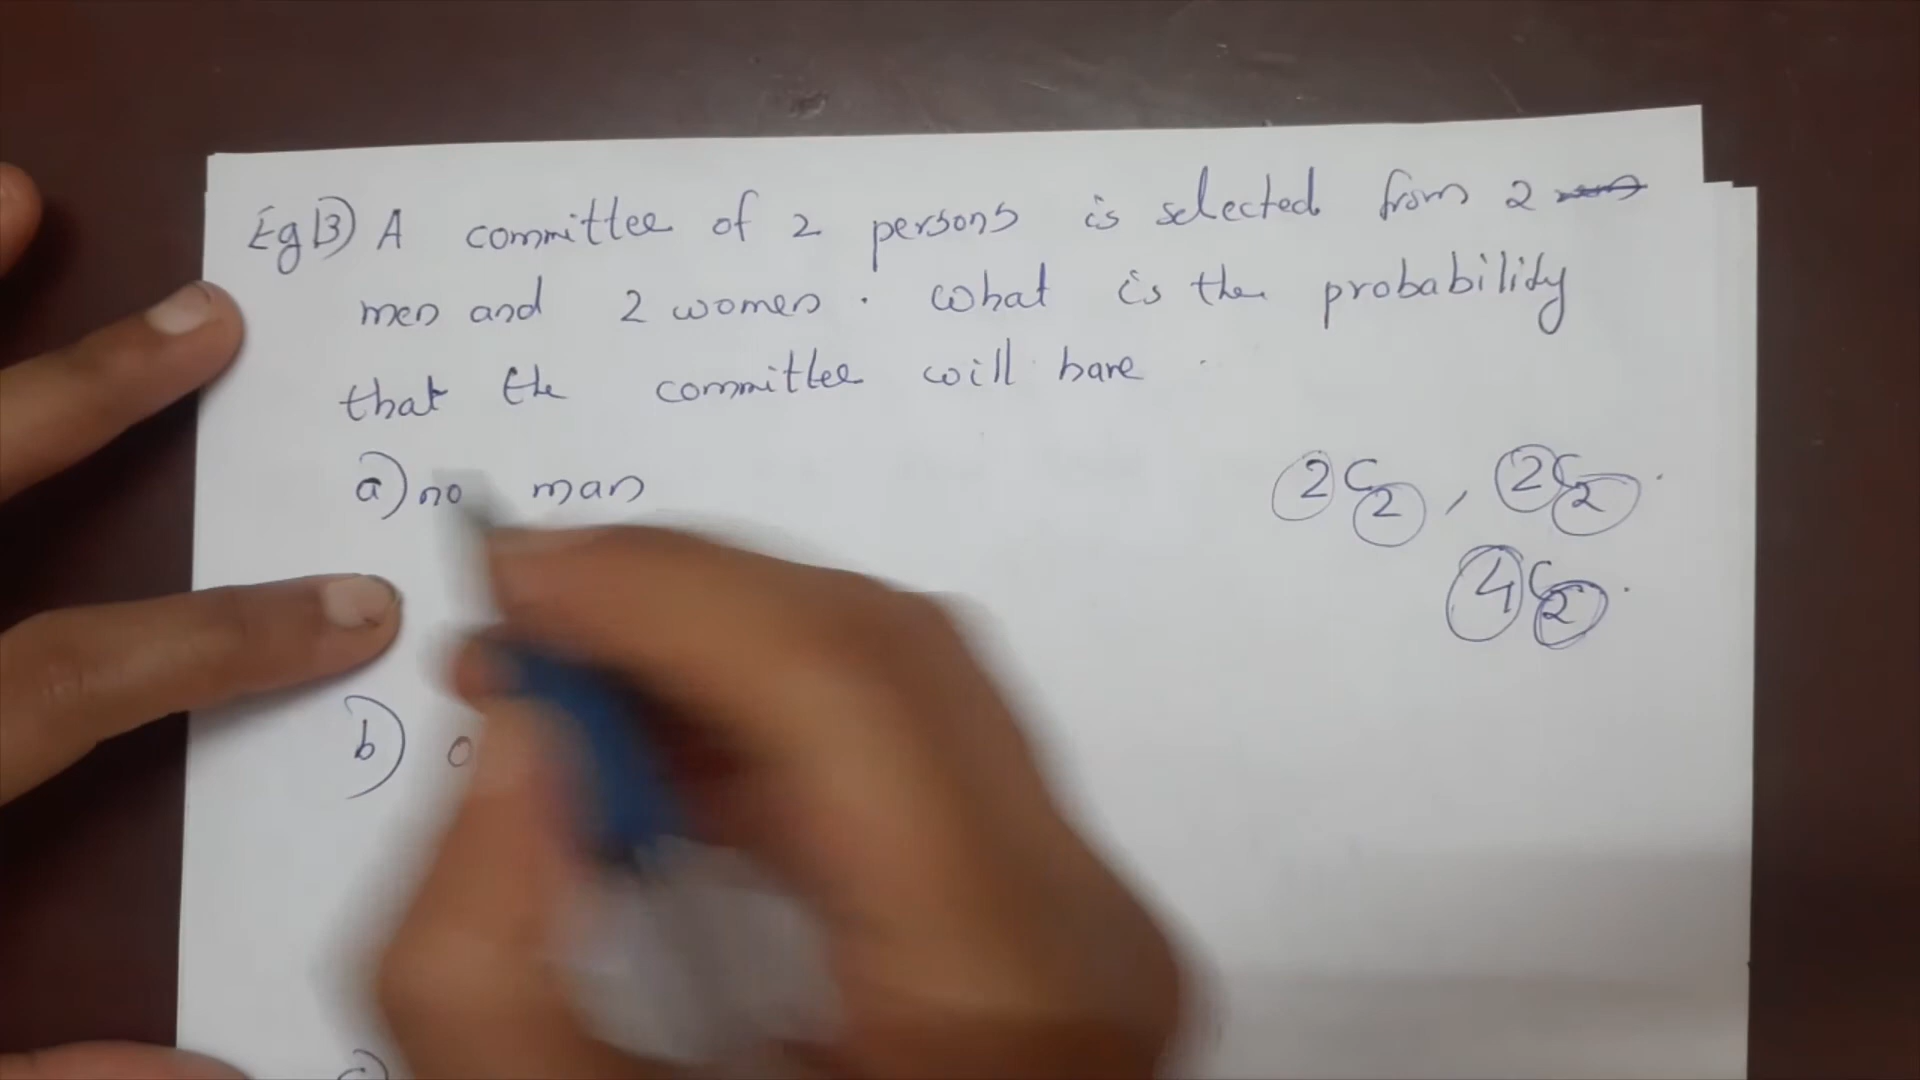 Eg 13) A committee of 2 persons is selected from 2
men and 2 women. What is the probability
that the committee will have
a) no man
2C2, 2C2.
4C2.
b) o
c)